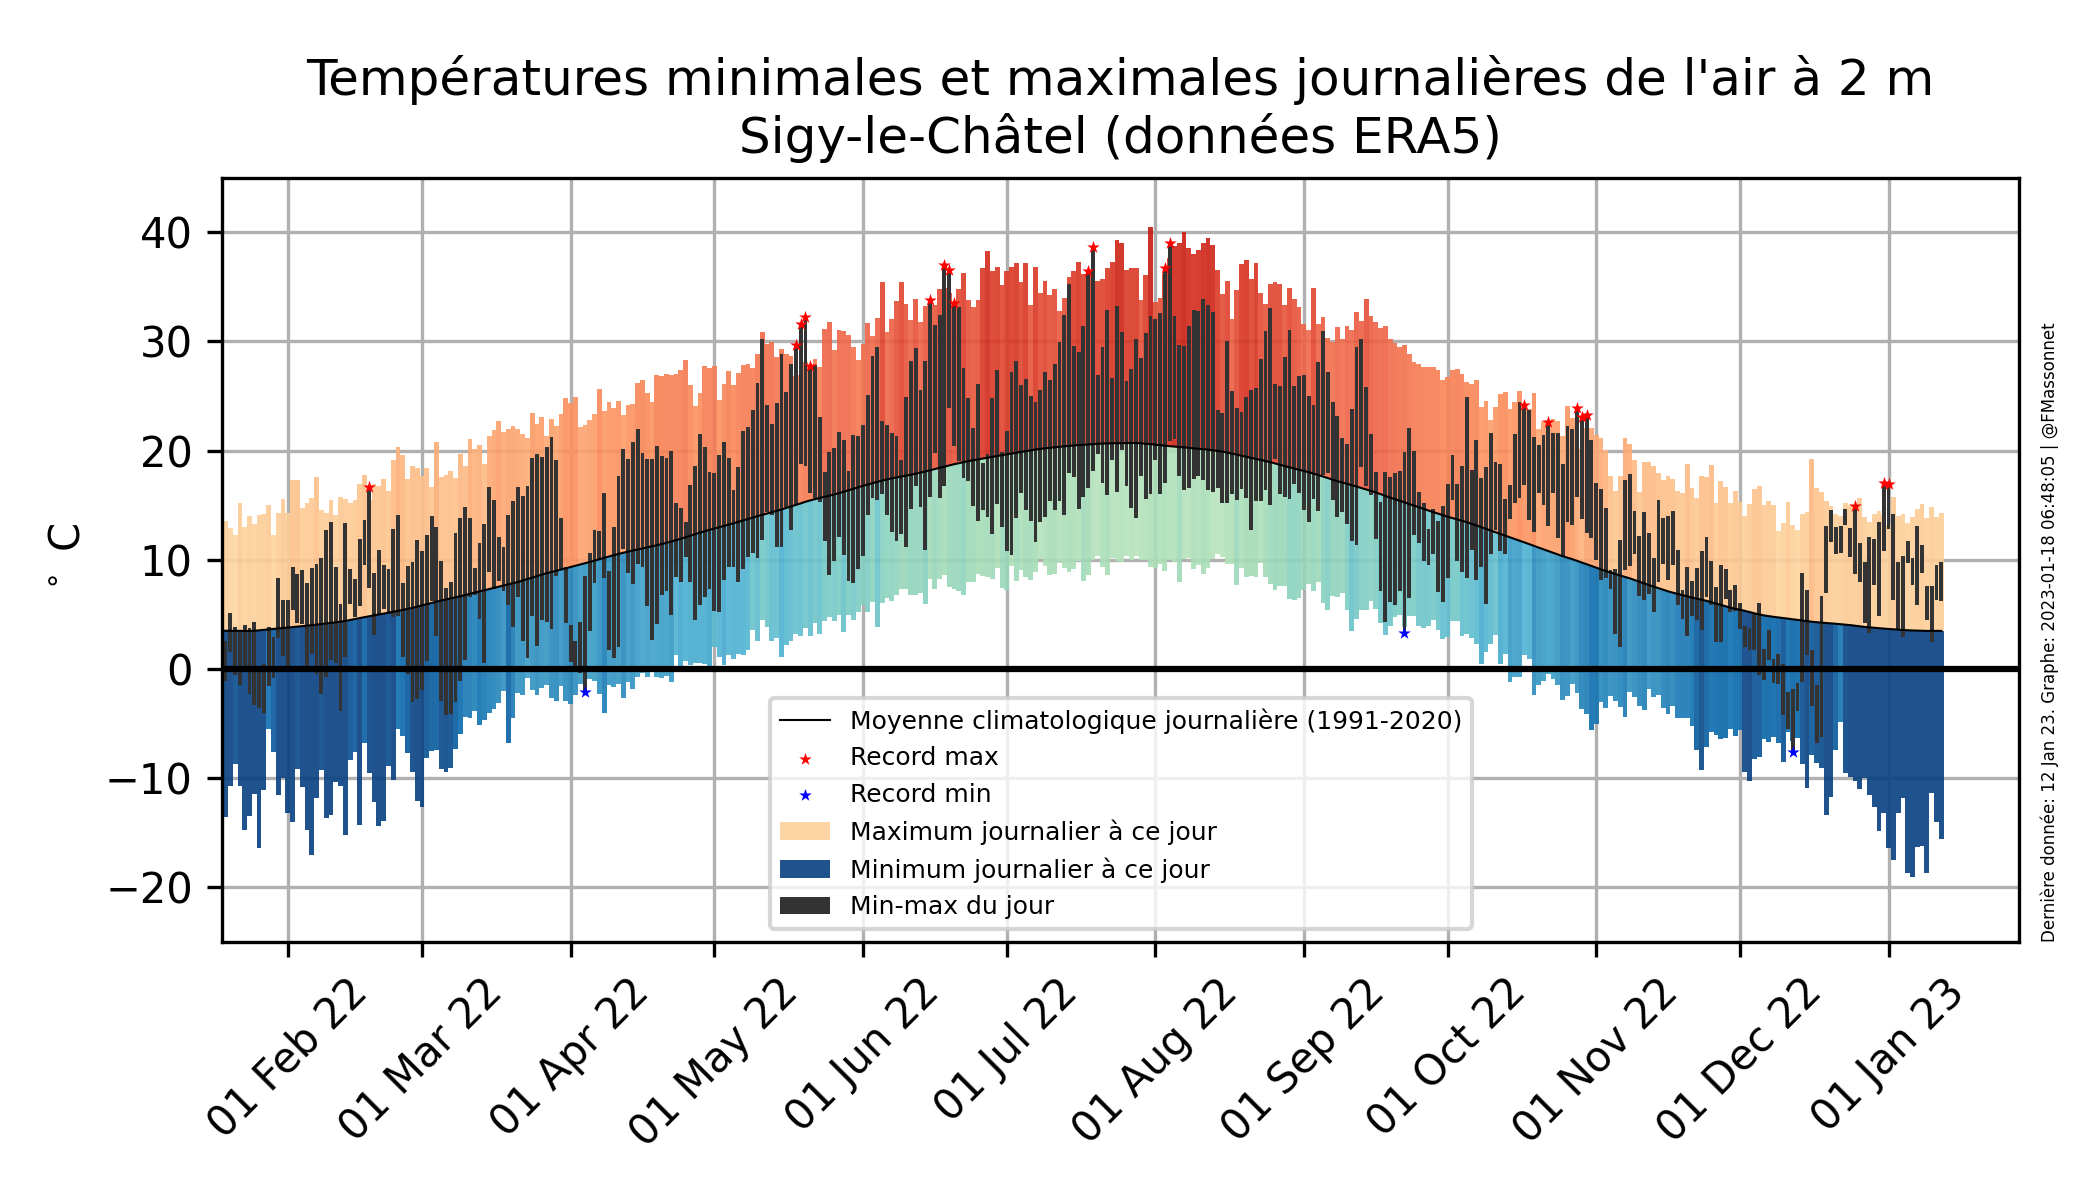 Températures minimales et maximales journalières de l'air à 2 m
Sigy-le-Châtel (données ERA5)
° C
40
30
20
10
0
−10
−20
Moyenne climatologique journalière (1991-2020)
Record max
Record min
Maximum journalier à ce jour
Minimum journalier à ce jour
Min-max du jour
01 Feb 22
01 Mar 22
01 Apr 22
01 May 22
01 Jun 22
01 Jul 22
01 Aug 22
01 Sep 22
01 Oct 22
01 Nov 22
01 Dec 22
01 Jan 23
Dernière donnée: 12 Jan 23. Graphe: 2023-01-18 06:48:05 | @FMassonnet